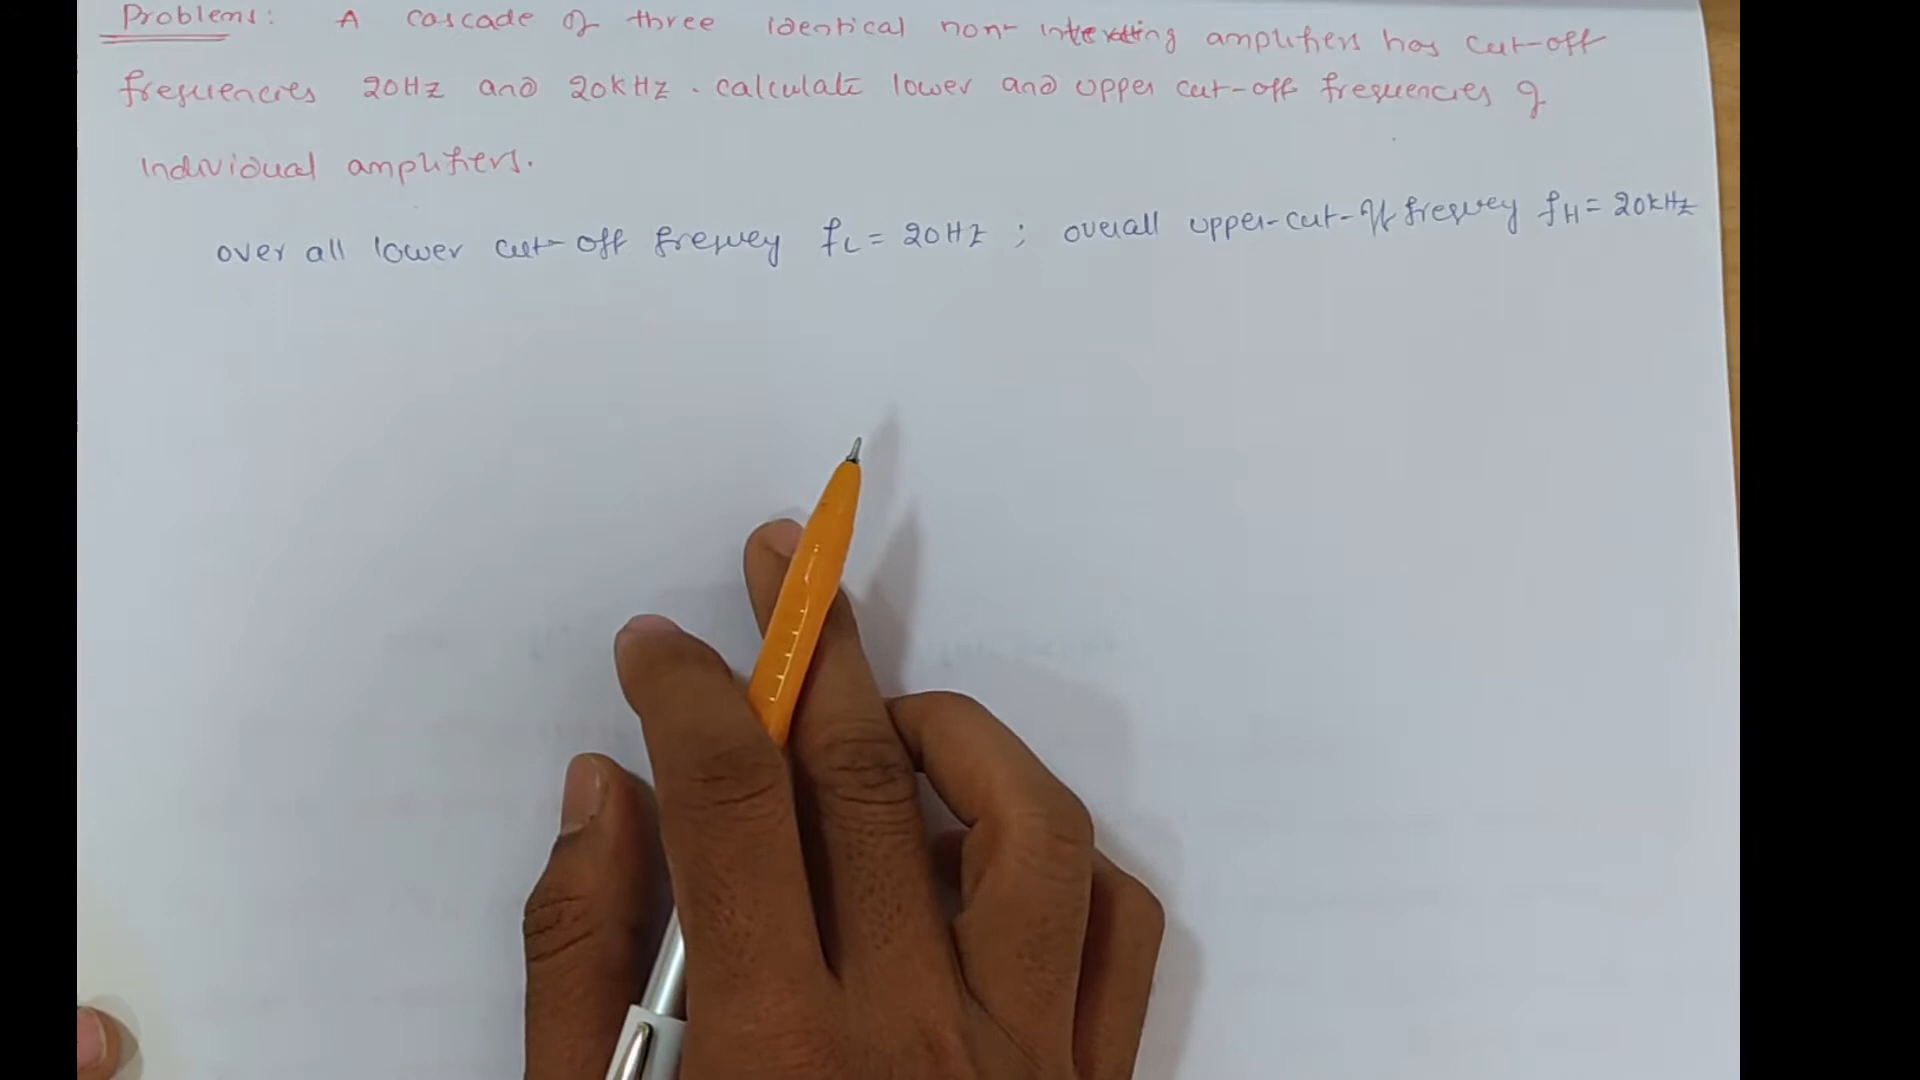 Problems: A cascade of three identical non-interacting amplifiers has cut-off
frequencies 20Hz and 20kHz. calculate lower and upper cut-off frequencies of
individual amplifiers.
over all lower cut-off frequency fL = 20Hz ; overall upper-cut-off frequency fH = 20kHz